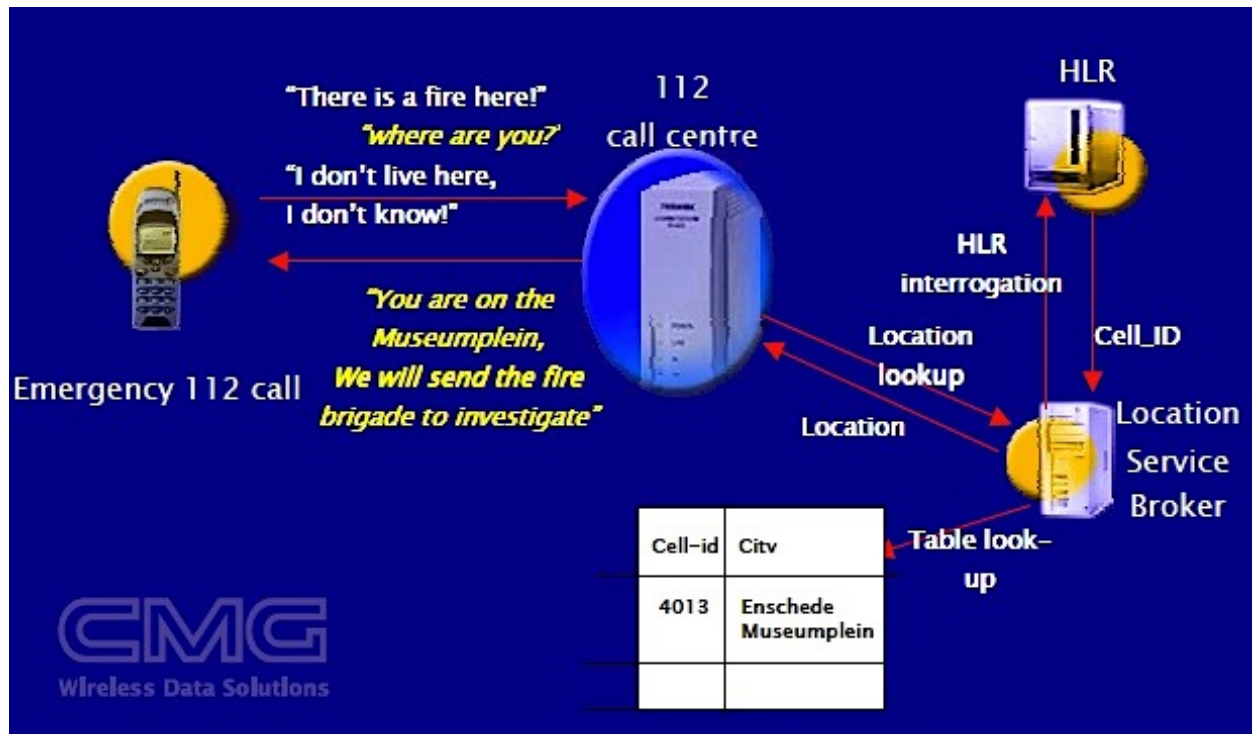 "There is a fire here!"
"where are you?'
"I don't live here,
I don't know!"
112
call centre
HLR
HLR
interrogation
Cell_ID
Emergency 112 call
"You are on the
Museumplein,
We will send the fire
brigade to investigate"
Location
lookup
Location
Location
Service
Broker
Table look-
up
Cell-id City
4013 Enschede
Museumplein
CMG
Wireless Data Solutions